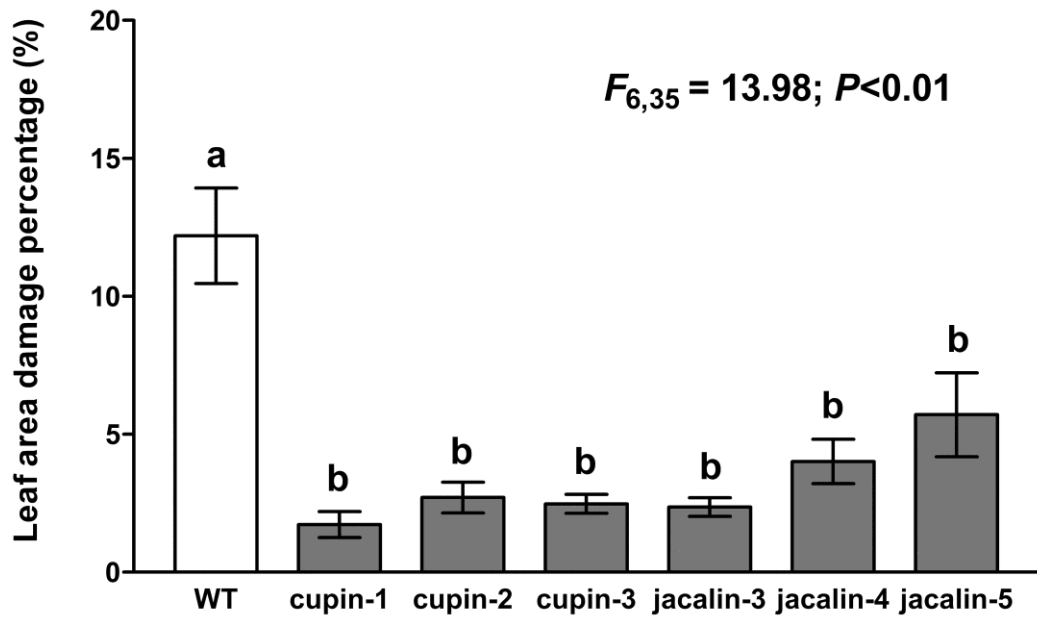 Leaf area damage percentage (%)
20
15
10
5
0
F6,35 = 13.98; P<0.01
a
b
b
b
b
b
b
WT
cupin-1
cupin-2
cupin-3
jacalin-3
jacalin-4
jacalin-5